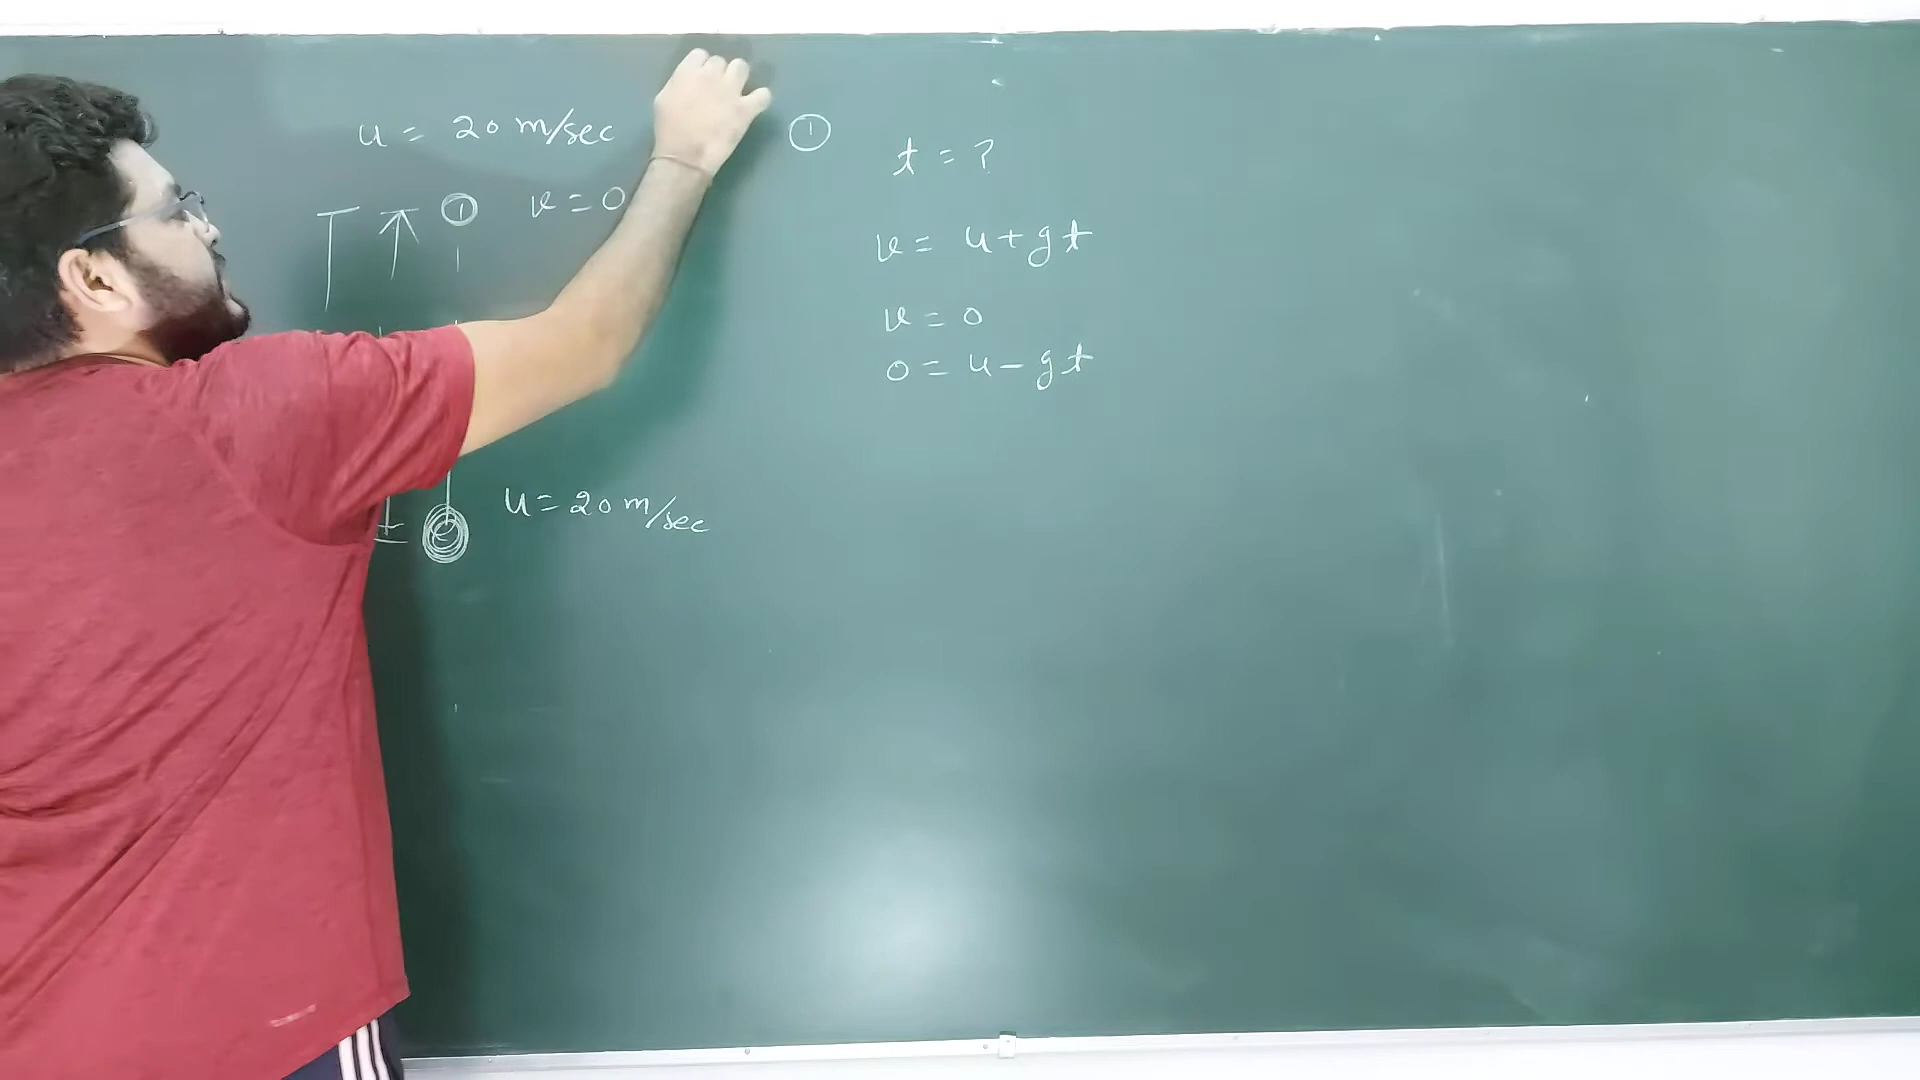 u = 20 m/sec
① v = 0
u = 20 m/sec
①
t = ?
v = u + gt
v = 0
0 = u - gt